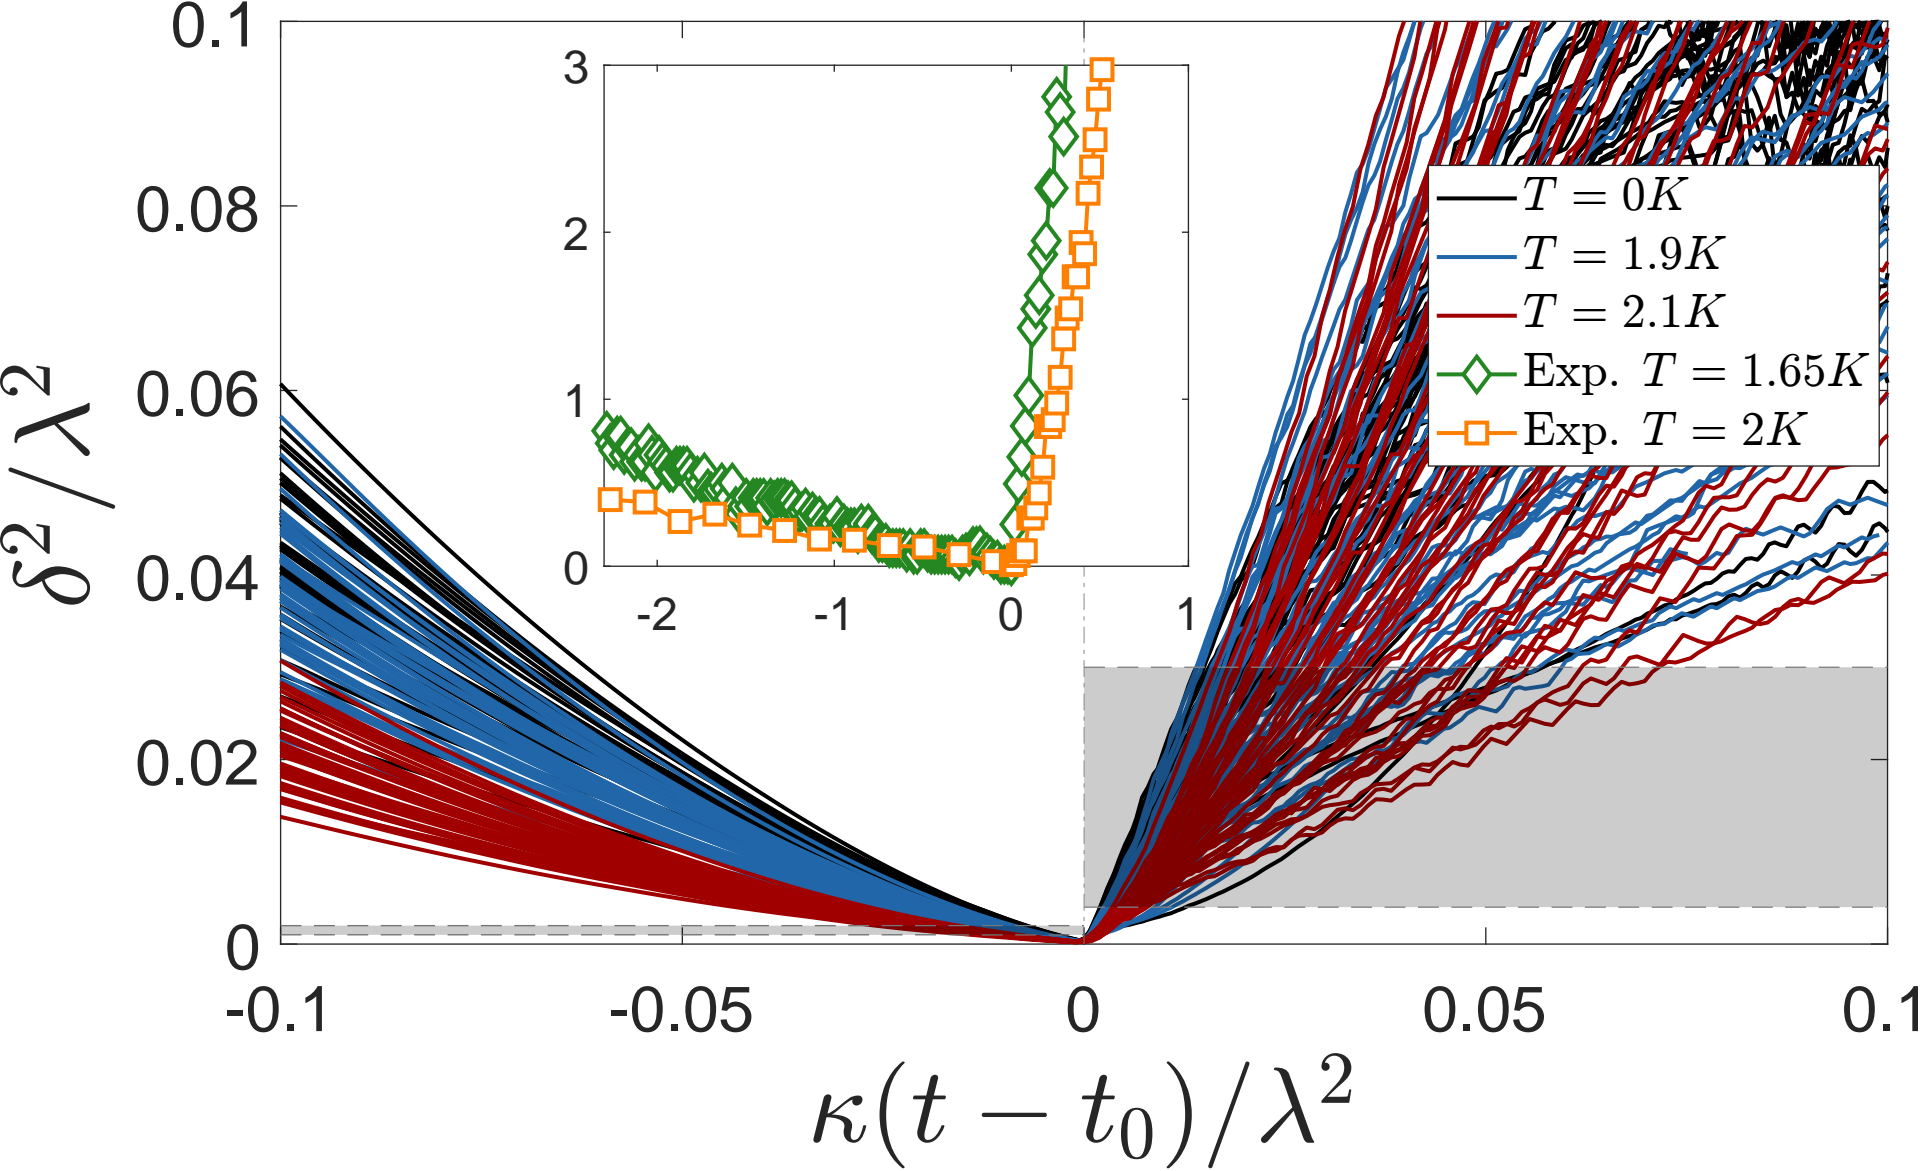 0.1
0.08
0.06
0.04
0.02
0
δ²/λ²
3
2
1
0
-2
-1
0
1
T = 0K
T = 1.9K
T = 2.1K
Exp. T = 1.65K
Exp. T = 2K
-0.1
-0.05
0
0.05
0.1
κ(t − t₀)/λ²